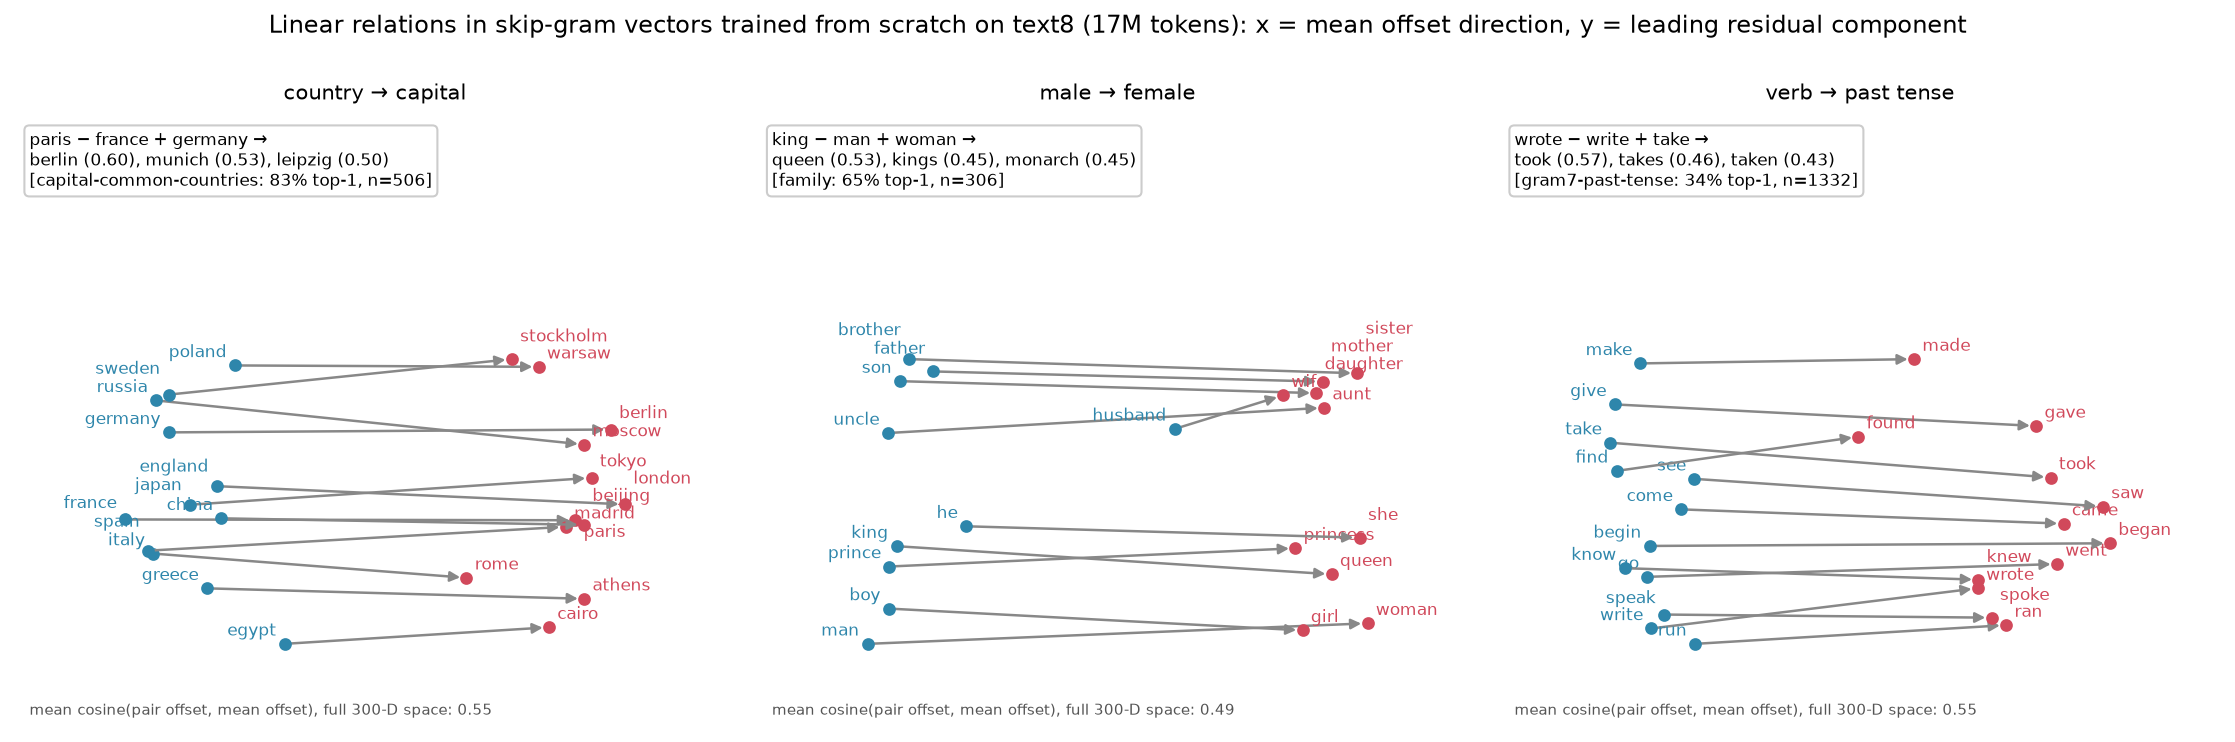 Linear relations in skip-gram vectors trained from scratch on text8 (17M tokens): x = mean offset direction, y = leading residual component
country → capital
paris − france + germany →
berlin (0.60), munich (0.53), leipzig (0.50)
[capital-common-countries: 83% top-1, n=506]
stockholm
poland
warsaw
sweden
russia
berlin
germany
moscow
england
tokyo
japan
london
france
china
beijing
spain
madrid
italy
paris
greece
rome
athens
cairo
egypt
mean cosine(pair offset, mean offset), full 300-D space: 0.55
male → female
king − man + woman →
queen (0.53), kings (0.45), monarch (0.45)
[family: 65% top-1, n=306]
brother
sister
father
mother
son
daughter
wife
aunt
uncle
husband
he
she
king
princess
prince
queen
boy
girl
woman
man
mean cosine(pair offset, mean offset), full 300-D space: 0.49
verb → past tense
wrote − write + take →
took (0.57), takes (0.46), taken (0.43)
[gram7-past-tense: 34% top-1, n=1332]
make
made
give
gave
take
found
find
see
took
come
saw
came
begin
began
know
go
knew
went
wrote
speak
spoke
write
ran
run
mean cosine(pair offset, mean offset), full 300-D space: 0.55